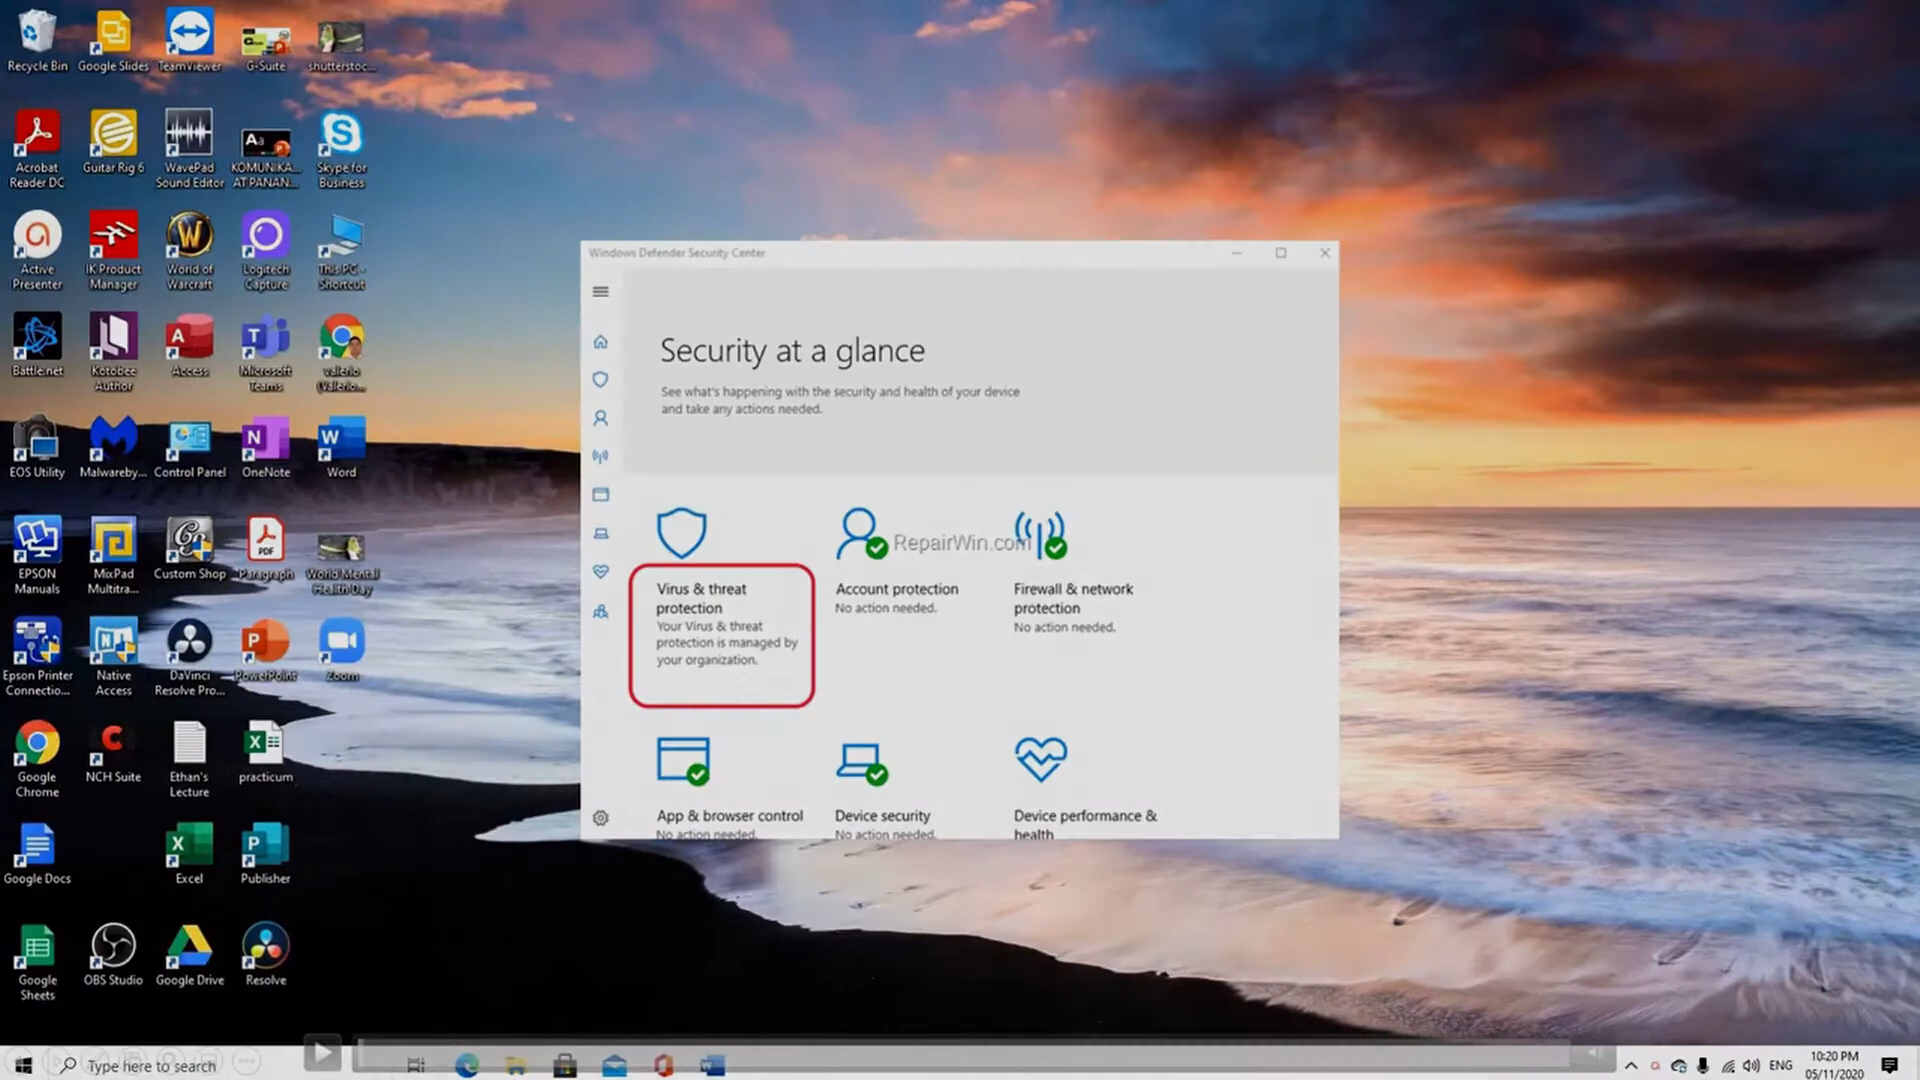 Recycle Bin
Google Slides
TeamViewer
G-Suite
shutterstoc...
Acrobat
Reader DC
Guitar Rig 6
WavePad
Sound Editor
Aa
KOMUNIKA...
AT PANAN...
Skype for
Business
Active
Presenter
IK Product
Manager
World of
Warcraft
Logitech
Capture
This PC -
Shortcut
Battle.net
Kotobee
Author
Access
Microsoft
Teams
valerio
(Valerio...
EOS Utility
Malwareby...
Control Panel
OneNote
Word
EPSON
Manuals
MixPad
Multitra...
Custom Shop
PDF
Paragraph
World Mental
Health Day
Epson Printer
Connectio...
Native
Access
DaVinci
Resolve Pro...
PowerPoint
Zoom
Google
Chrome
NCH Suite
Ethan's
Lecture
practicum
Google Docs
Excel
Publisher
Google
Sheets
OBS Studio
Google Drive
Resolve
Windows Defender Security Center
Security at a glance
See what's happening with the security and health of your device
and take any actions needed.
RepairWin.com
Virus & threat
protection
Your Virus & threat
protection is managed by
your organization.
Account protection
No action needed.
Firewall & network
protection
No action needed.
App & browser control
No action needed.
Device security
No action needed.
Device performance &
health
Type here to search
ENG
10:20 PM
05/11/2020